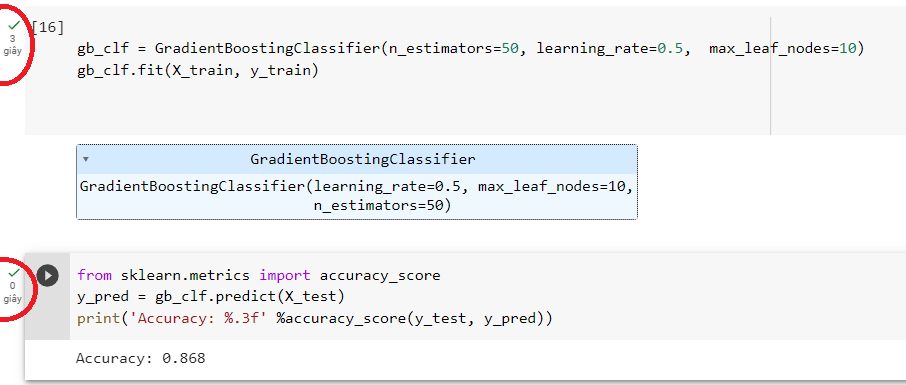 [16]
3
giây
gb_clf = GradientBoostingClassifier(n_estimators=50, learning_rate=0.5,  max_leaf_nodes=10)
gb_clf.fit(X_train, y_train)
GradientBoostingClassifier
GradientBoostingClassifier(learning_rate=0.5, max_leaf_nodes=10,
n_estimators=50)
0
giây
from sklearn.metrics import accuracy_score
y_pred = gb_clf.predict(X_test)
print('Accuracy: %.3f' %accuracy_score(y_test, y_pred))
Accuracy: 0.868